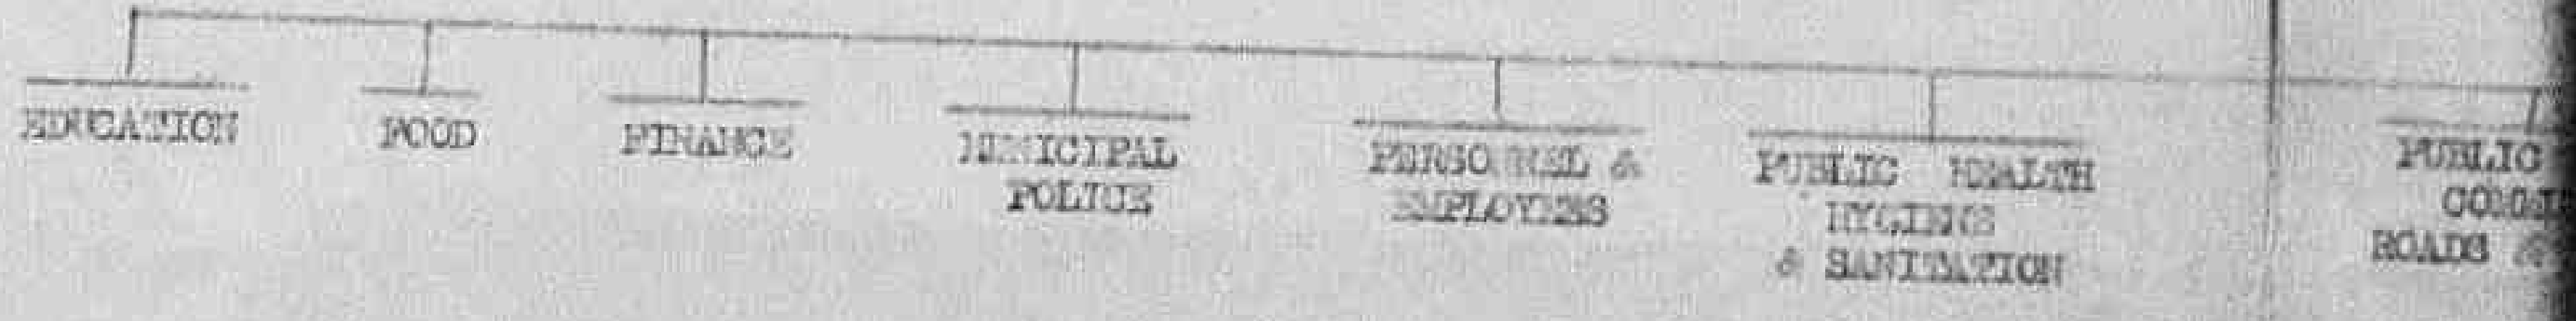 EDUCATION
FOOD
FINANCE
MUNICIPAL
POLICE
PERSONNEL &
EMPLOYEES
PUBLIC HEALTH
HYGIENE
& SANITATION
PUBLIC
ROADS &